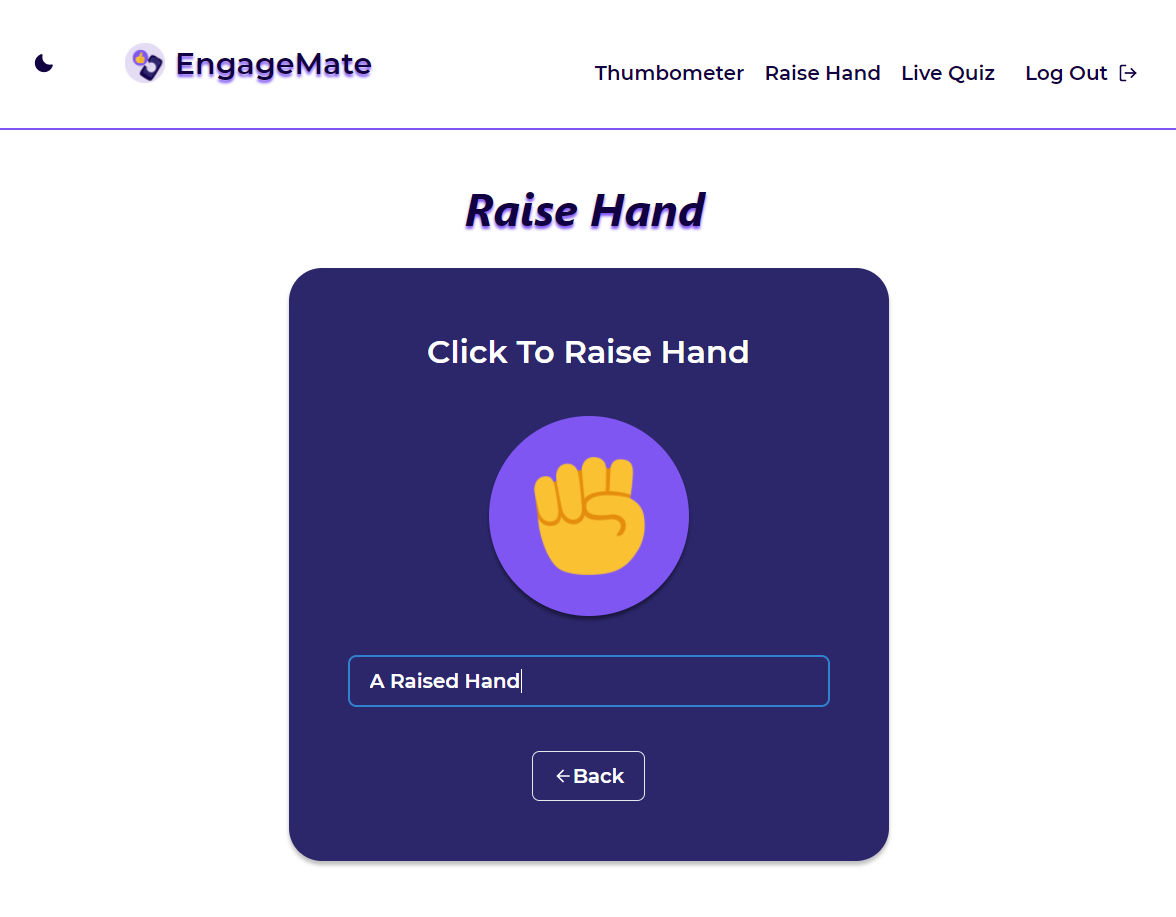 EngageMate
Thumbometer Raise Hand Live Quiz Log Out
Raise Hand
Click To Raise Hand
A Raised Hand
Back